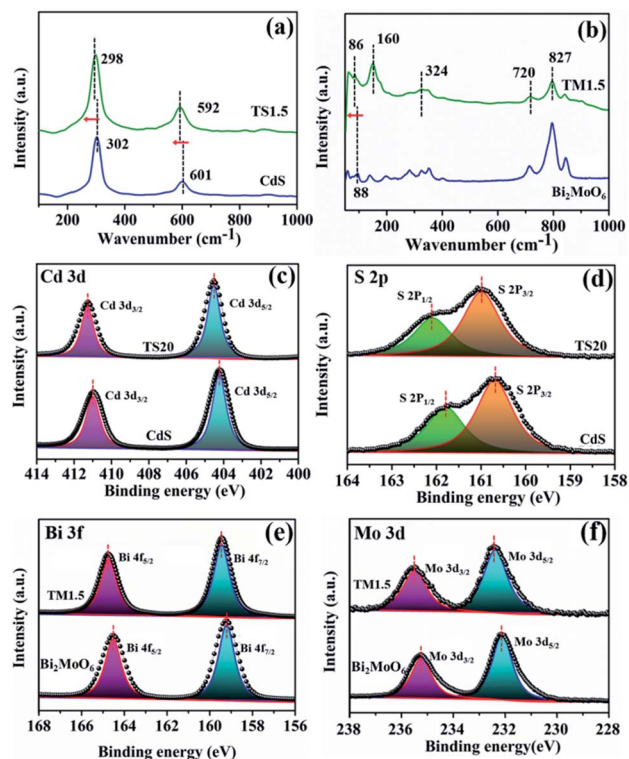 (a)
298
592
TS1.5
302
601
CdS
Intensity (a.u.)
200 400 600 800 1000
Wavenumber (cm⁻¹)
(b)
86
160
324
720
827
TM1.5
88
Bi₂MoO₆
Intensity (a.u.)
200 400 600 800 1000
Wavenumber (cm⁻¹)
Cd 3d
(c)
Cd 3d₃/₂
Cd 3d₅/₂
TS20
Cd 3d₃/₂
Cd 3d₅/₂
CdS
Intensity (a.u.)
414 412 410 408 406 404 402 400
Binding energy (eV)
S 2p
(d)
S 2P₁/₂
S 2P₃/₂
TS20
S 2P₁/₂
S 2P₃/₂
CdS
Intensity (a.u.)
164 163 162 161 160 159 158
Binding energy (eV)
Bi 3f
(e)
Bi 4f₅/₂
Bi 4f₇/₂
TM1.5
Bi 4f₅/₂
Bi 4f₇/₂
Bi₂MoO₆
Intensity (a.u.)
168 166 164 162 160 158 156
Binding energy (eV)
Mo 3d
(f)
Mo 3d₃/₂
Mo 3d₅/₂
TM1.5
Mo 3d₃/₂
Mo 3d₅/₂
Bi₂MoO₆
Intensity (a.u.)
238 236 234 232 230 228
Binding energy(eV)